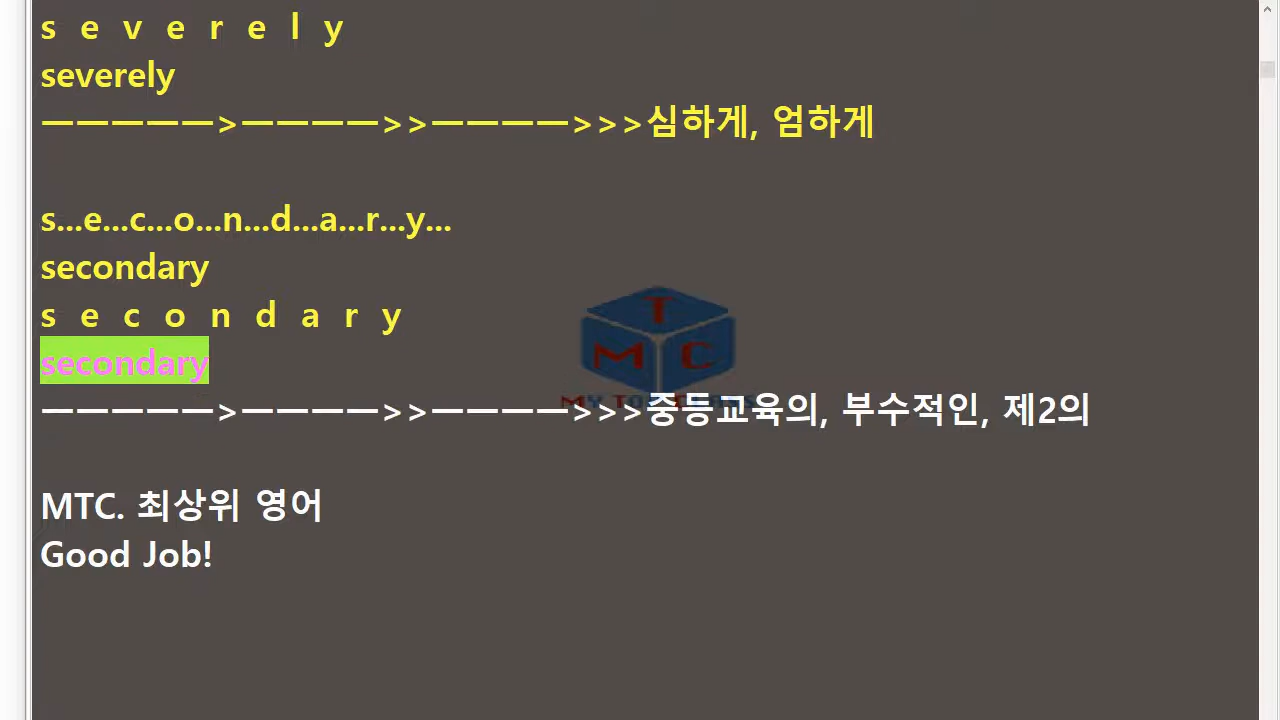 s e v e r e l y
severely
ㅡㅡㅡㅡㅡ>ㅡㅡㅡㅡ>>ㅡㅡㅡㅡ>>>심하게, 엄하게
s...e...c...o...n...d...a...r...y...
secondary
s e c o n d a r y
secondary
ㅡㅡㅡㅡㅡ>ㅡㅡㅡㅡ>>ㅡㅡㅡㅡ>>>중등교육의, 부수적인, 제2의
T
M C
MTC. 최상위 영어
Good Job!